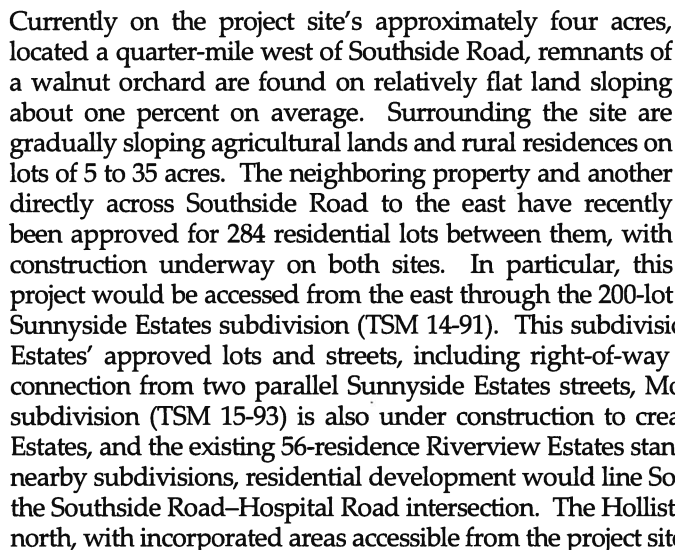 Currently on the project site's approximately four acres,
located a quarter-mile west of Southside Road, remnants of
a walnut orchard are found on relatively flat land sloping
about one percent on average. Surrounding the site are
gradually sloping agricultural lands and rural residences on
lots of 5 to 35 acres. The neighboring property and another
directly across Southside Road to the east have recently
been approved for 284 residential lots between them, with
construction underway on both sites. In particular, this
project would be accessed from the east through the 200-lot
Sunnyside Estates subdivision (TSM 14-91). This
Estates' approved lots and streets, including right-of-way
connection from two parallel Sunnyside Estates streets,
subdivision (TSM 15-93) is also under construction to
Estates, and the existing 56-residence Riverview Estates
nearby subdivisions, residential development would line
the Southside Road–Hospital Road intersection. The
north, with incorporated areas accessible from the project